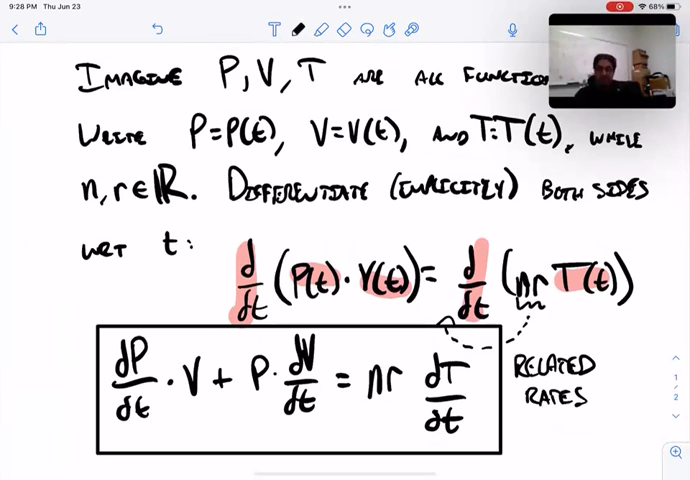 9:28 PM Thu Jun 23
68%
IMAGINE P, V, T ARE ALL FUNCTION
WRITE P=P(t), V=V(t), AND T:T(t), WHILE
n, r ∈ ℝ. DIFFERENTIATE (IMPLICITLY) BOTH SIDES
WRT t:
d/dt (P(t) · V(t)) = d/dt (nr T(t))
dP/dt · V + P · dV/dt = nr dT/dt
RELATED
RATES
1
/
2